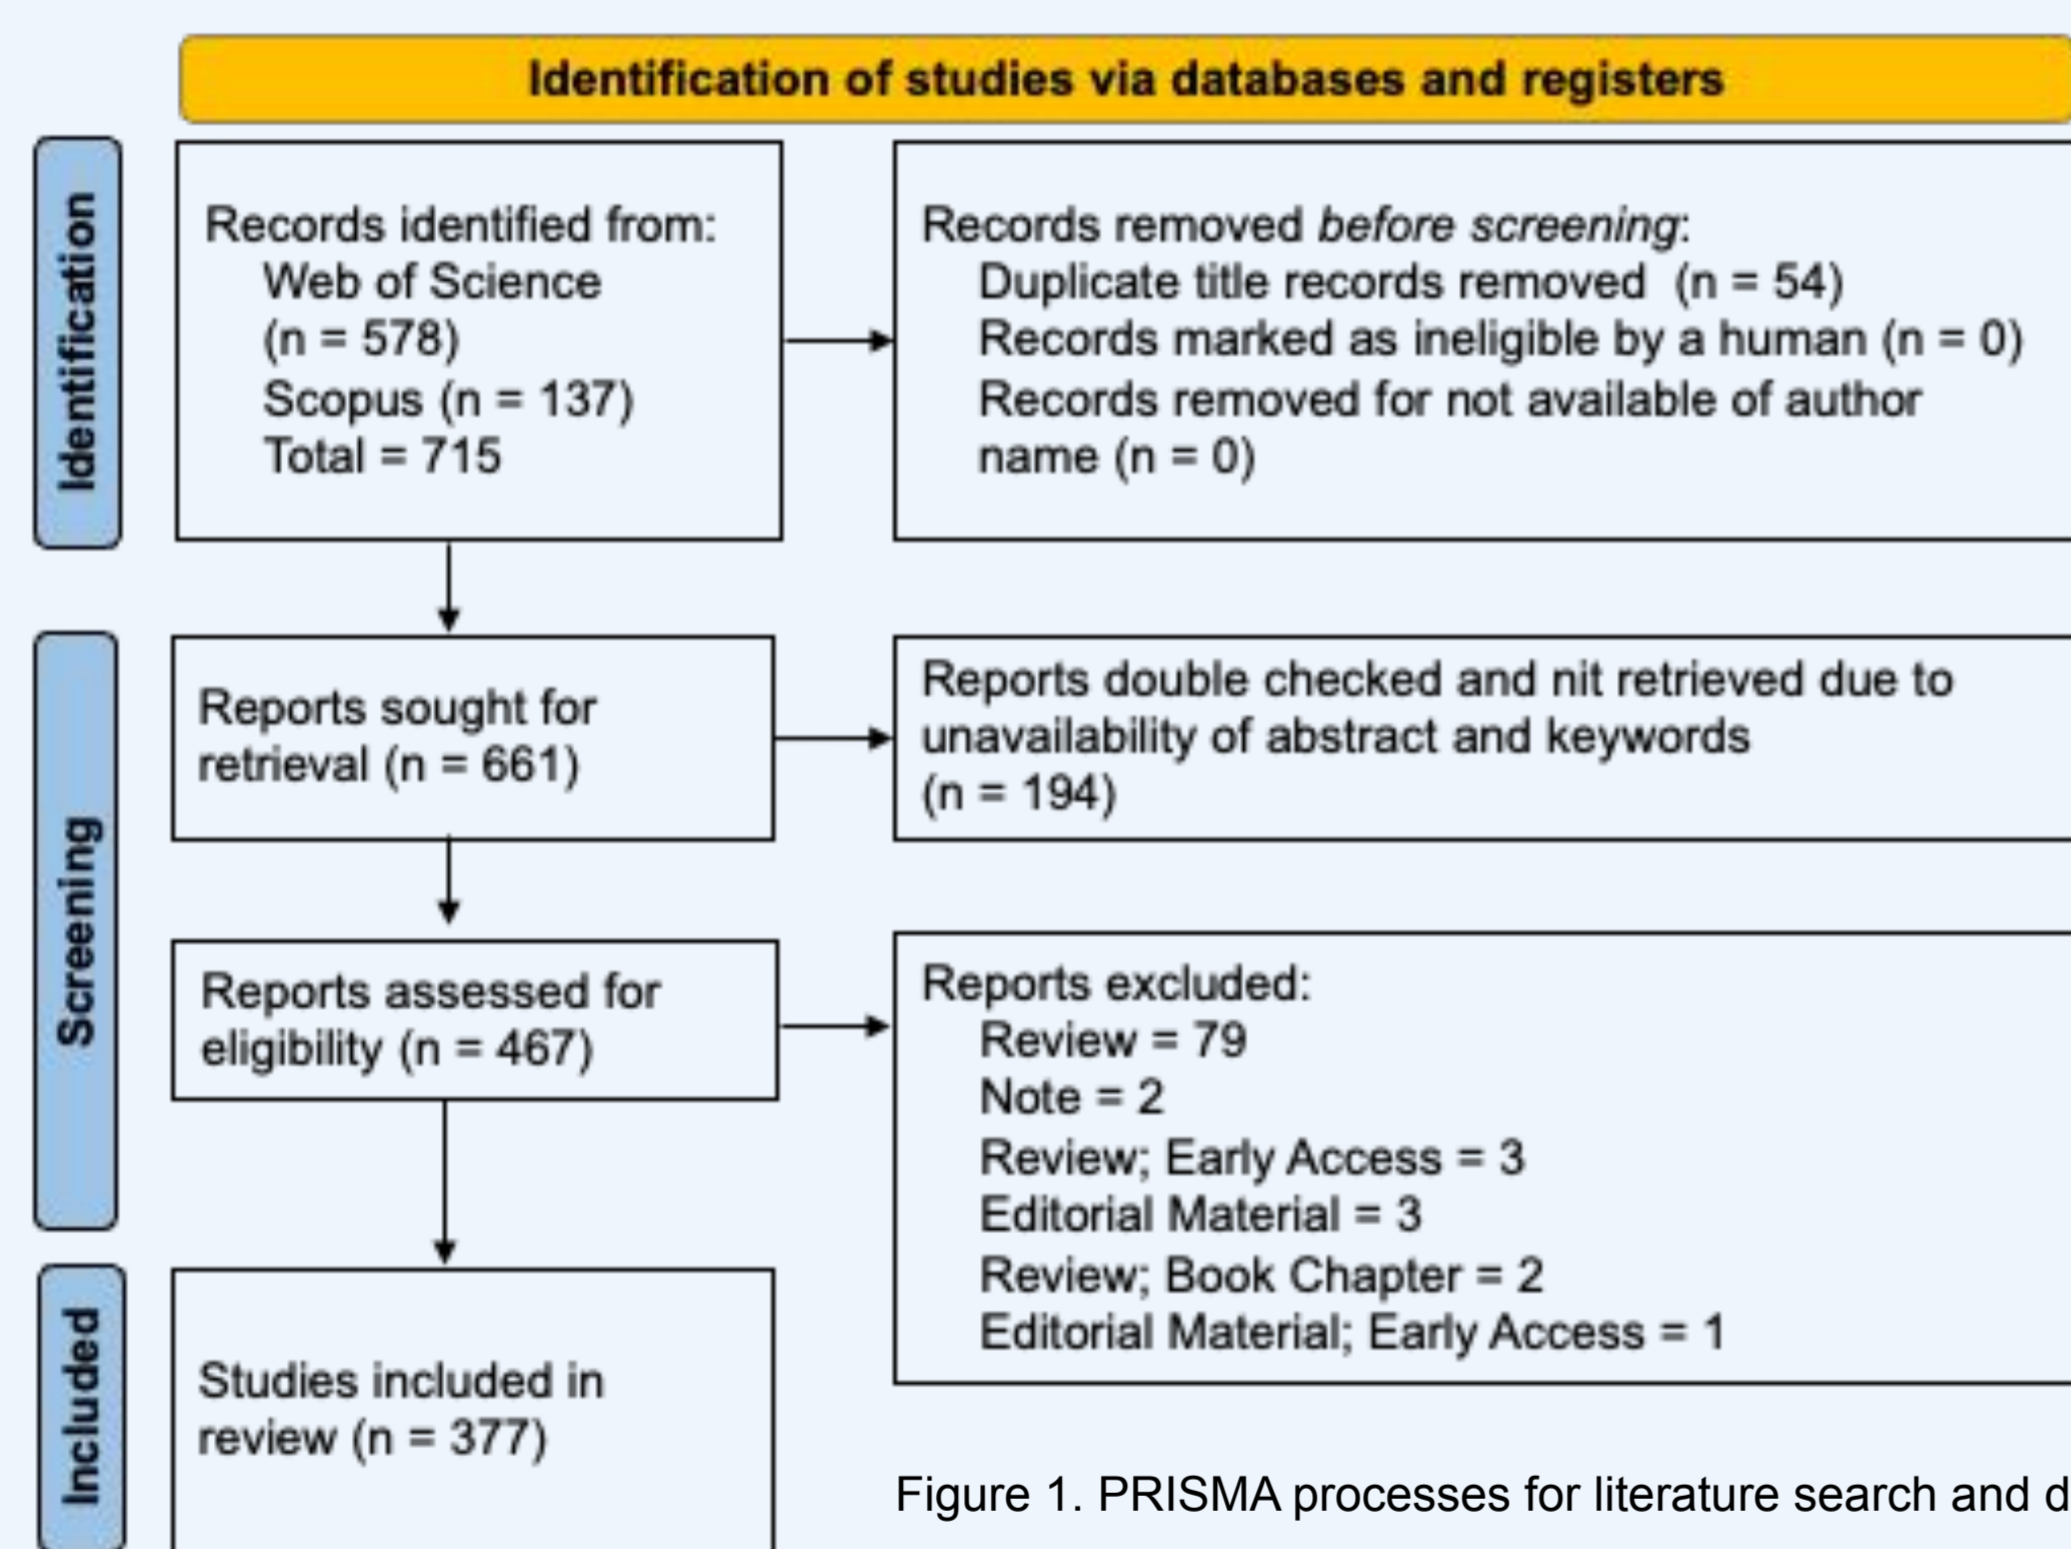 Identification of studies via databases and registers
Identification
Records identified from:
Web of Science
(n = 578)
Scopus (n = 137)
Total = 715
Records removed before screening:
Duplicate title records removed (n = 54)
Records marked as ineligible by a human (n = 0)
Records removed for not available of author
name (n = 0)
Screening
Reports sought for
retrieval (n = 661)
Reports double checked and nit retrieved due to
unavailability of abstract and keywords
(n = 194)
Reports assessed for
eligibility (n = 467)
Reports excluded:
Review = 79
Note = 2
Review; Early Access = 3
Editorial Material = 3
Review; Book Chapter = 2
Editorial Material; Early Access = 1
Included
Studies included in
review (n = 377)
Figure 1. PRISMA processes for literature search and